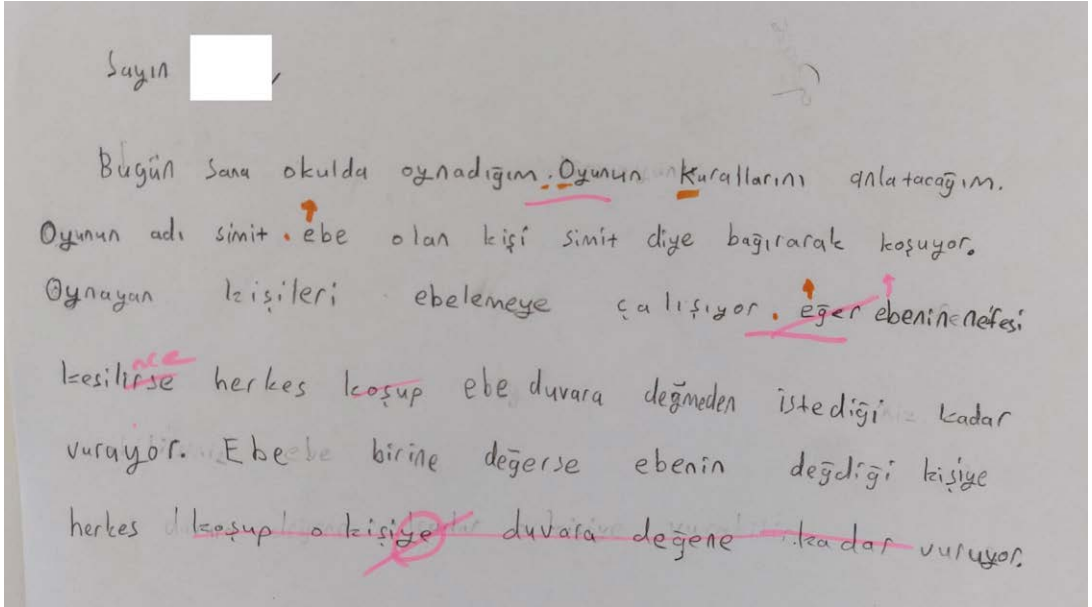 Sayın ,
Bugün sana okulda oynadığım. Oyunun kurallarını anlatacağım.
Oyunun adı simit. ebe olan kişi simit diye bağırarak koşuyor.
Oynayan kişileri ebelemeye çalışıyor. eğer ebenin nefesi
nce
kesilirse herkes koşup ebe duvara değmeden istediği kadar
vuruyor. Ebe birine değerse ebenin değdiği kişiye
herkes koşup o kişiye duvara değene kadar vuruyor.